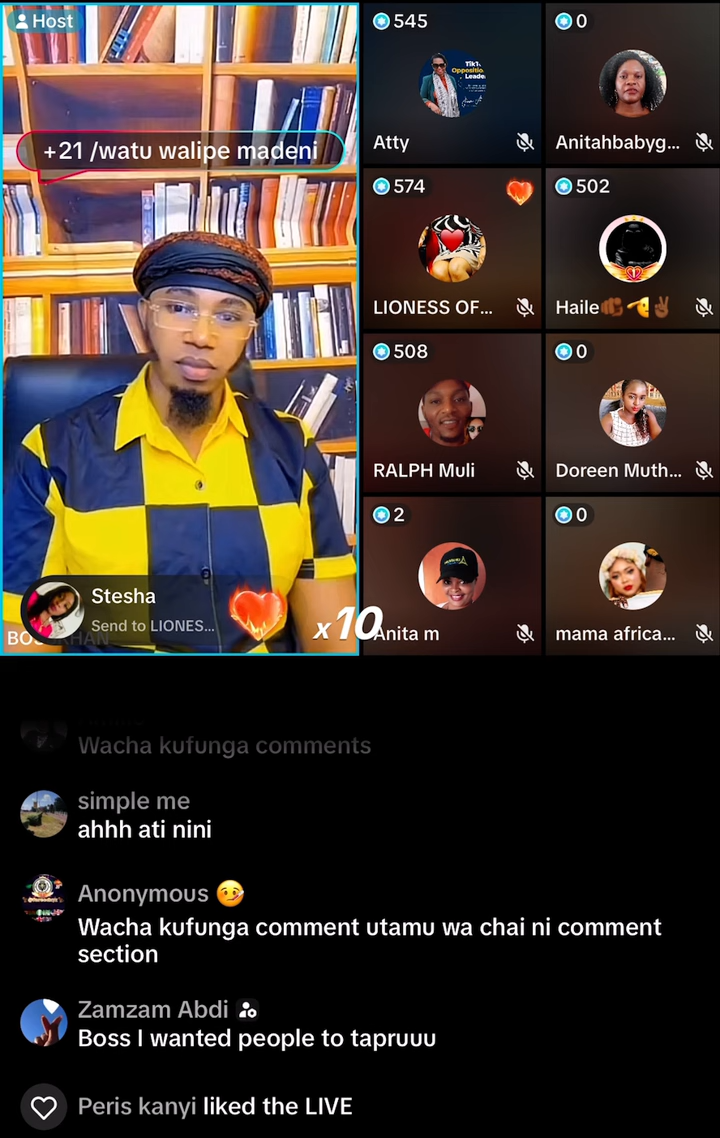 Host
+21 /watu walipe madeni
545
Atty
TikT
Oppositio
Leade
0
Anitahbabyg...
574
LIONESS OF...
502
Haile
508
RALPH Muli
0
Doreen Muth...
2
Anita m
0
mama africa...
Stesha
Send to LIONES...
x10
Wacha kufunga comments
simple me
ahhh ati nini
Anonymous 🤒
Wacha kufunga comment utamu wa chai ni comment
section
Zamzam Abdi
Boss I wanted people to tapruuu
Peris kanyi liked the LIVE